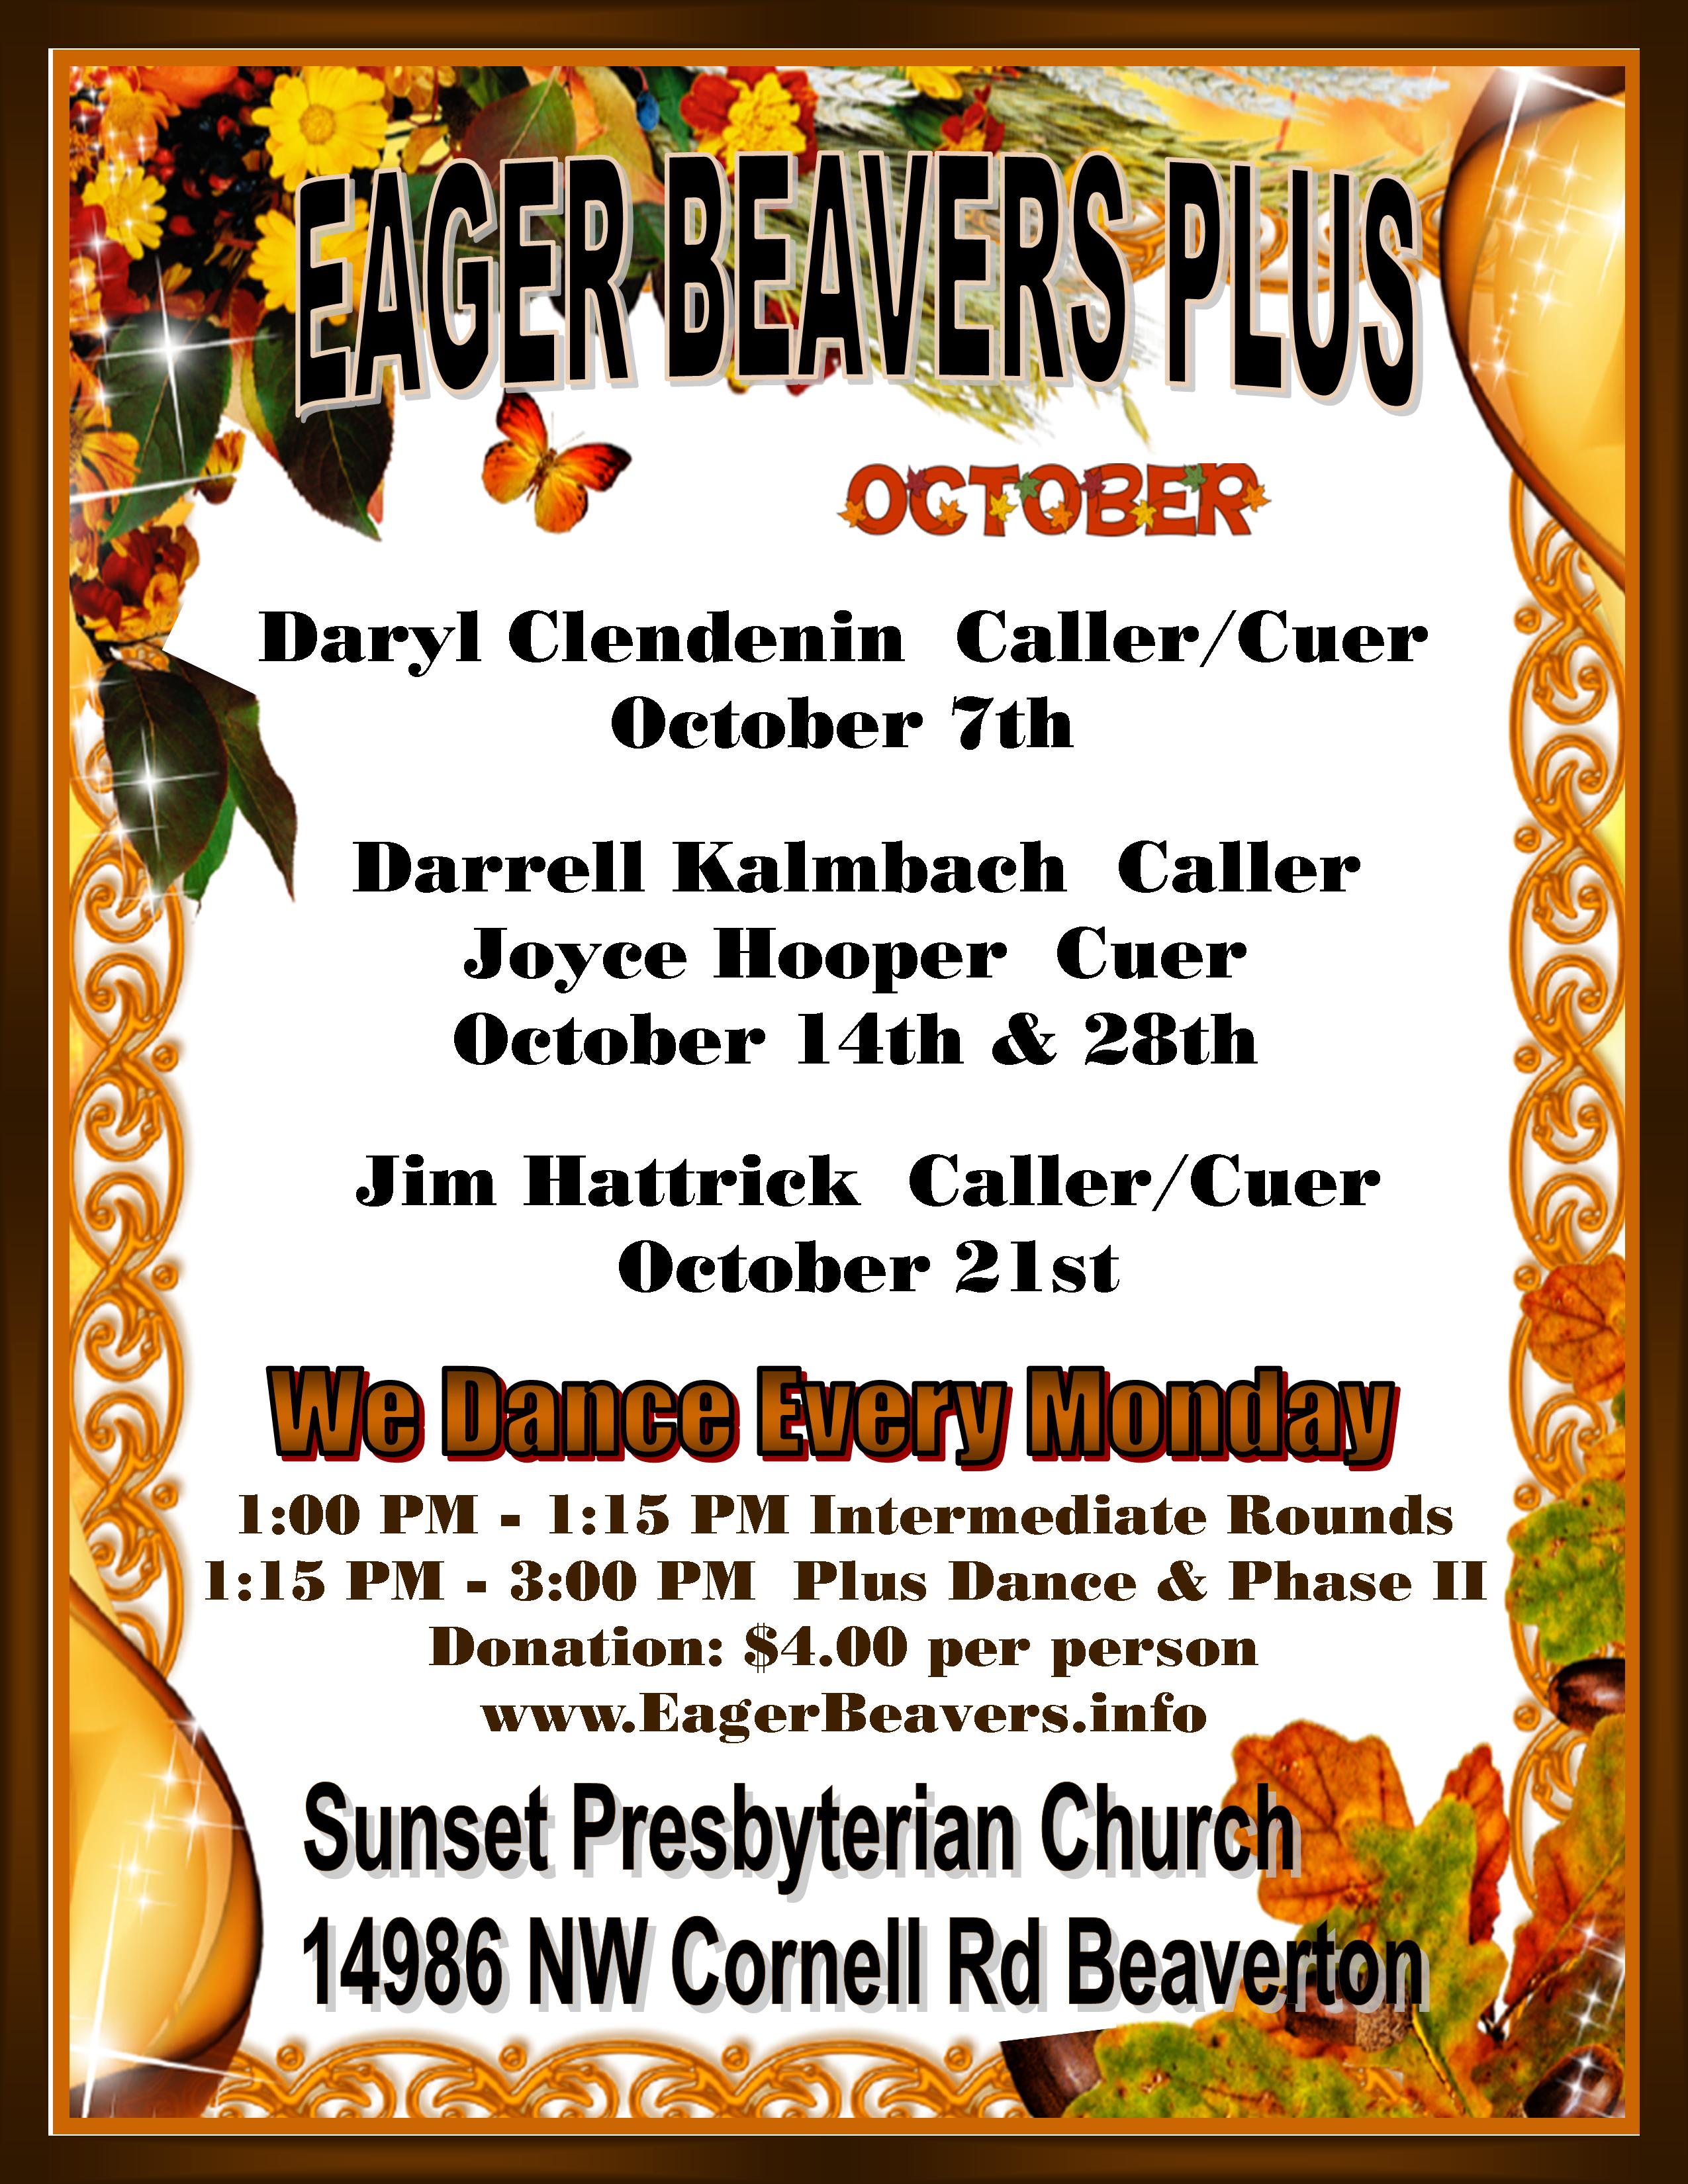 EAGER BEAVERS PLUS
OCTOBER
Daryl Clendenin Caller/Cuer
October 7th
Darrell Kalmbach Caller
Joyce Hooper Cuer
October 14th & 28th
Jim Hattrick Caller/Cuer
October 21st
We Dance Every Monday
1:00 PM - 1:15 PM Intermediate Rounds
1:15 PM - 3:00 PM Plus Dance & Phase II
Donation: $4.00 per person
www.EagerBeavers.info
Sunset Presbyterian Church
14986 NW Cornell Rd Beaverton